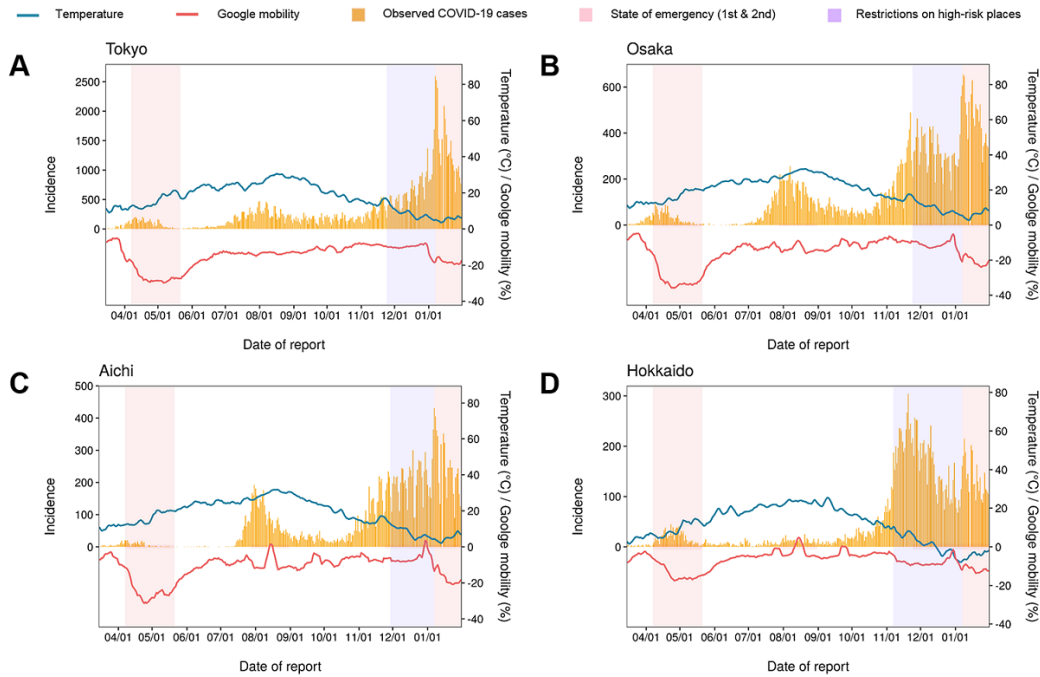 Temperature Google mobility Observed COVID-19 cases State of emergency (1st & 2nd) Restrictions on high-risk places
A
Tokyo
Incidence
2500
2000
1500
1000
500
0
80
60
40
20
0
-20
-40
Temperature (°C) / Goolge mobility (%)
04/01 05/01 06/01 07/01 08/01 09/01 10/01 11/01 12/01 01/01
Date of report
B
Osaka
Incidence
600
400
200
0
80
60
40
20
0
-20
-40
Temperature (°C) / Goolge mobility (%)
04/01 05/01 06/01 07/01 08/01 09/01 10/01 11/01 12/01 01/01
Date of report
C
Aichi
Incidence
500
400
300
200
100
0
80
60
40
20
0
-20
-40
Temperature (°C) / Goolge mobility (%)
04/01 05/01 06/01 07/01 08/01 09/01 10/01 11/01 12/01 01/01
Date of report
D
Hokkaido
Incidence
300
200
100
0
80
60
40
20
0
-20
-40
Temperature (°C) / Goolge mobility (%)
04/01 05/01 06/01 07/01 08/01 09/01 10/01 11/01 12/01 01/01
Date of report